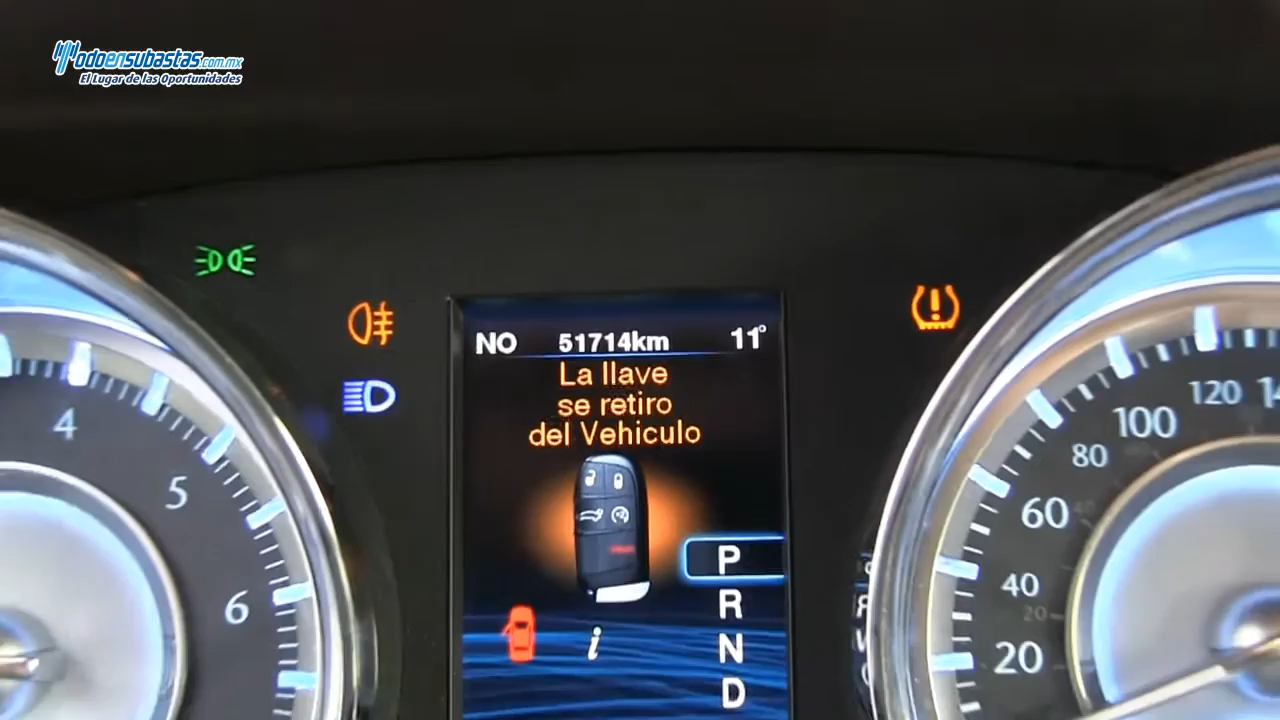 Todoensubastas.com.mx
El Lugar de las Oportunidades
NO 51714km 11°
La llave
se retiro
del Vehiculo
P
R
N
D
i
4
5
6
20
40
60
80
100
120
20
40